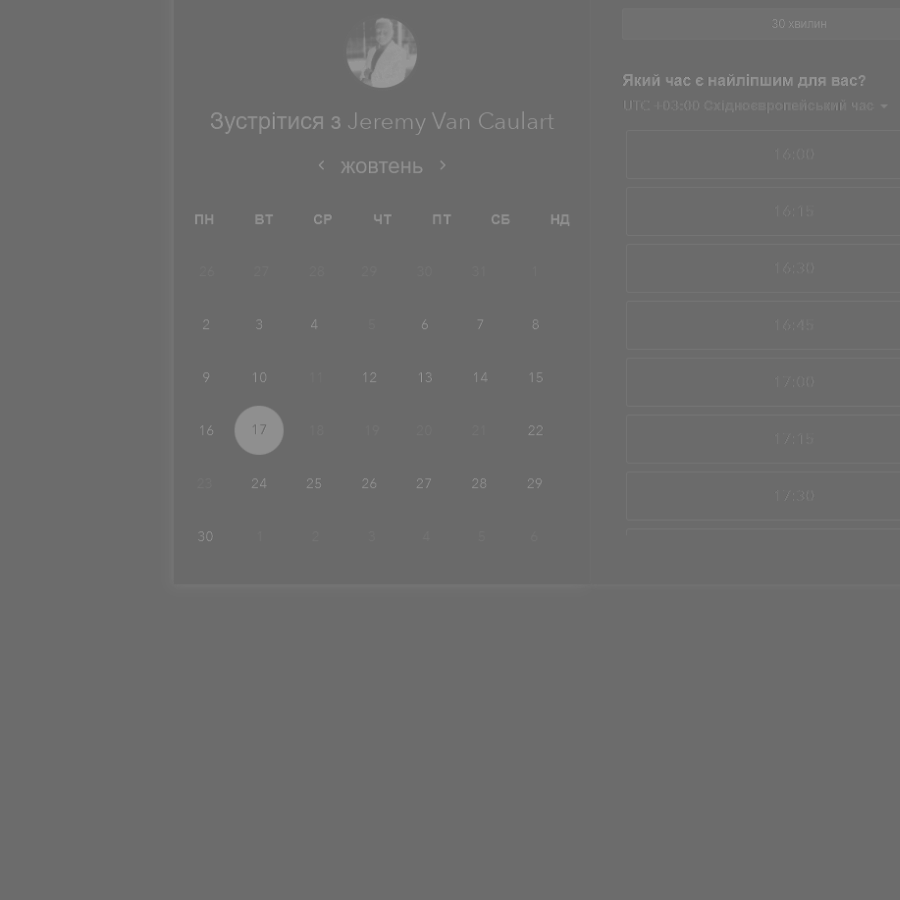 Зустрітися з Jeremy Van Caulart
жовтень
ПН ВТ СР ЧТ ПТ СБ НД
26 27 28 29 30 31 1
2 3 4 5 6 7 8
9 10 11 12 13 14 15
16 17 18 19 20 21 22
23 24 25 26 27 28 29
30 1 2 3 4 5 6
30 хвилин
Який час є найліпшим для вас?
UTC +03:00 Східноєвропейський час
16:00
16:15
16:30
16:45
17:00
17:15
17:30